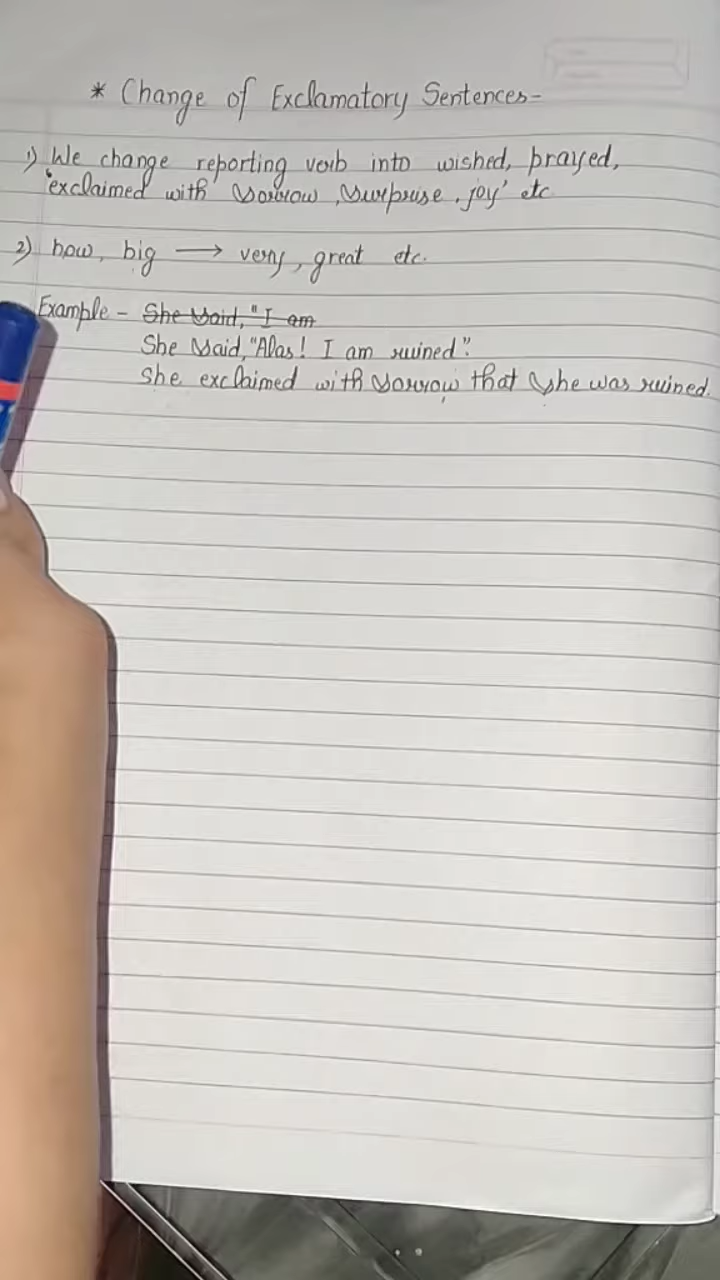 * Change of Exclamatory Sentences-
1) We change reporting verb into wished, prayed,
'exclaimed with sorrow, surprise, joy' etc
2) how, big → very, great etc.
Example - She said, "I am
She said, "Alas! I am ruined".
She exclaimed with sorrow that she was ruined.